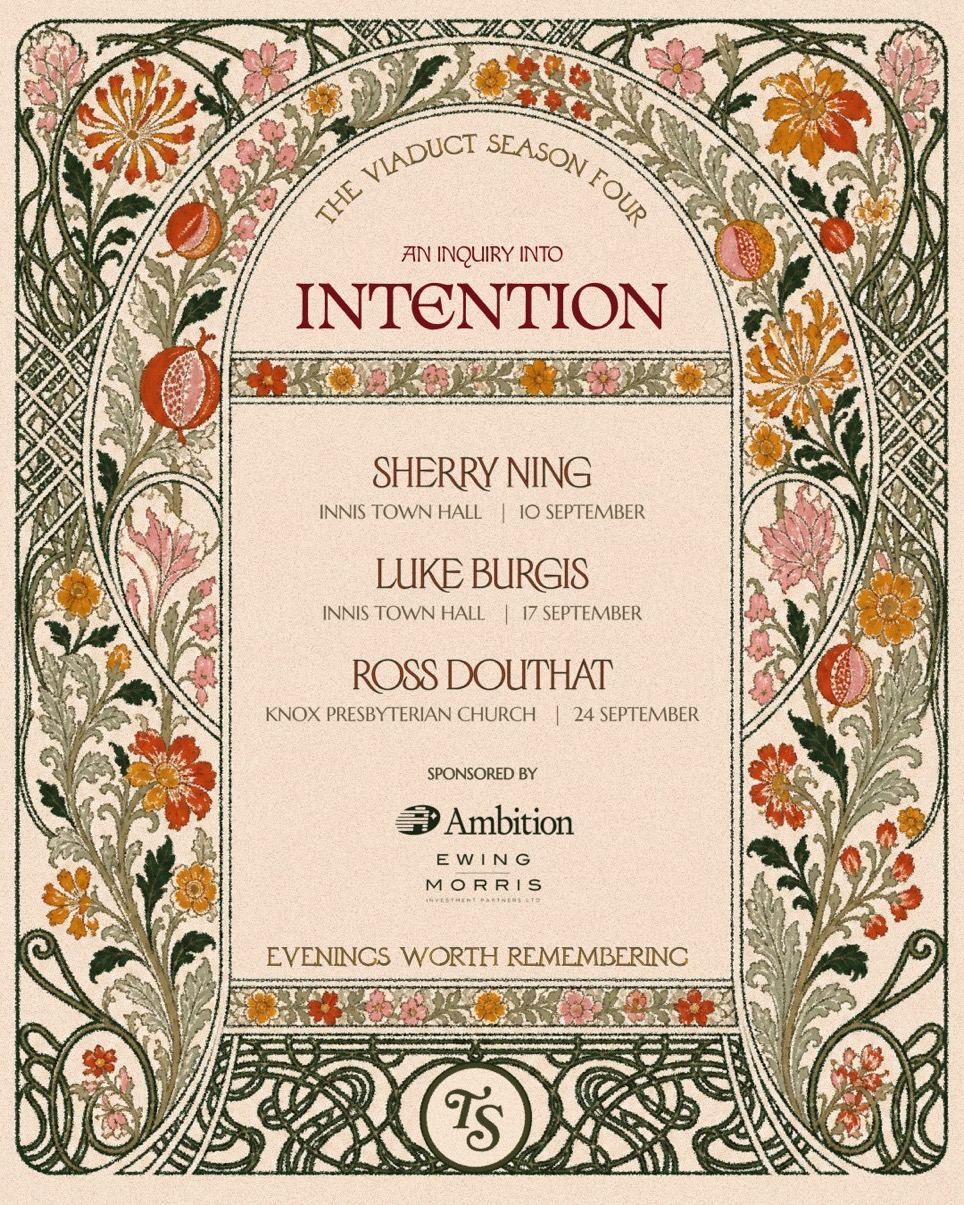 THE VIADUCT SEASON FOUR
AN INQUIRY INTO
INTENTION
SHERRY NING
INNIS TOWN HALL | 10 SEPTEMBER
LUKE BURGIS
INNIS TOWN HALL | 17 SEPTEMBER
ROSS DOUTHAT
KNOX PRESBYTERIAN CHURCH | 24 SEPTEMBER
SPONSORED BY
Ambition
EWING
MORRIS
INVESTMENT PARTNERS LTD
EVENINGS WORTH REMEMBERING
TS